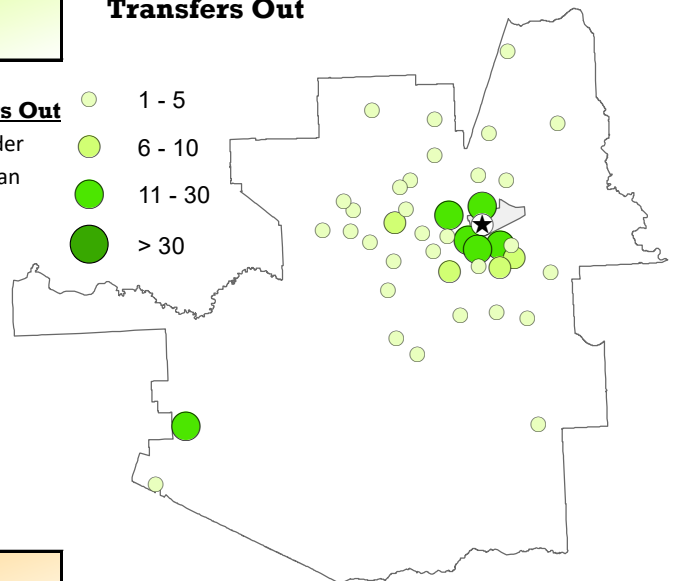 Transfers Out
s Out
der
an
1 - 5
6 - 10
11 - 30
> 30